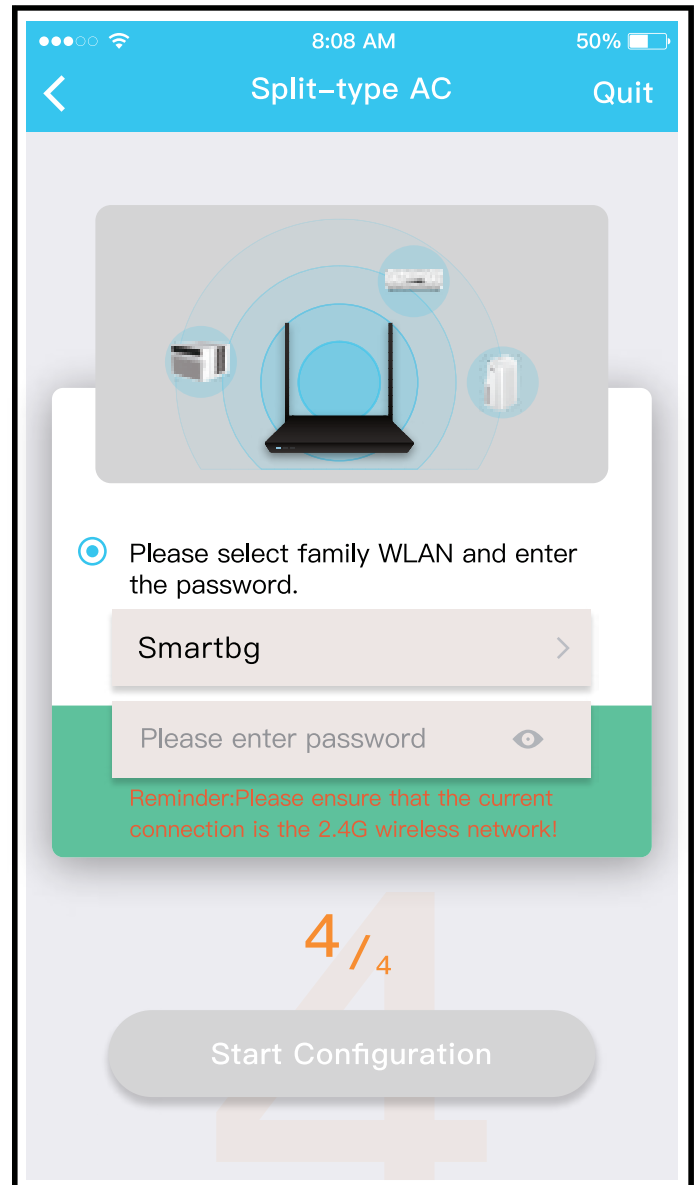 8:08 AM 50%
Split-type AC Quit
Please select family WLAN and enter
the password.
Smartbg
Please enter password
Reminder:Please ensure that the current
connection is the 2.4G wireless network!
4/4
4
Start Configuration